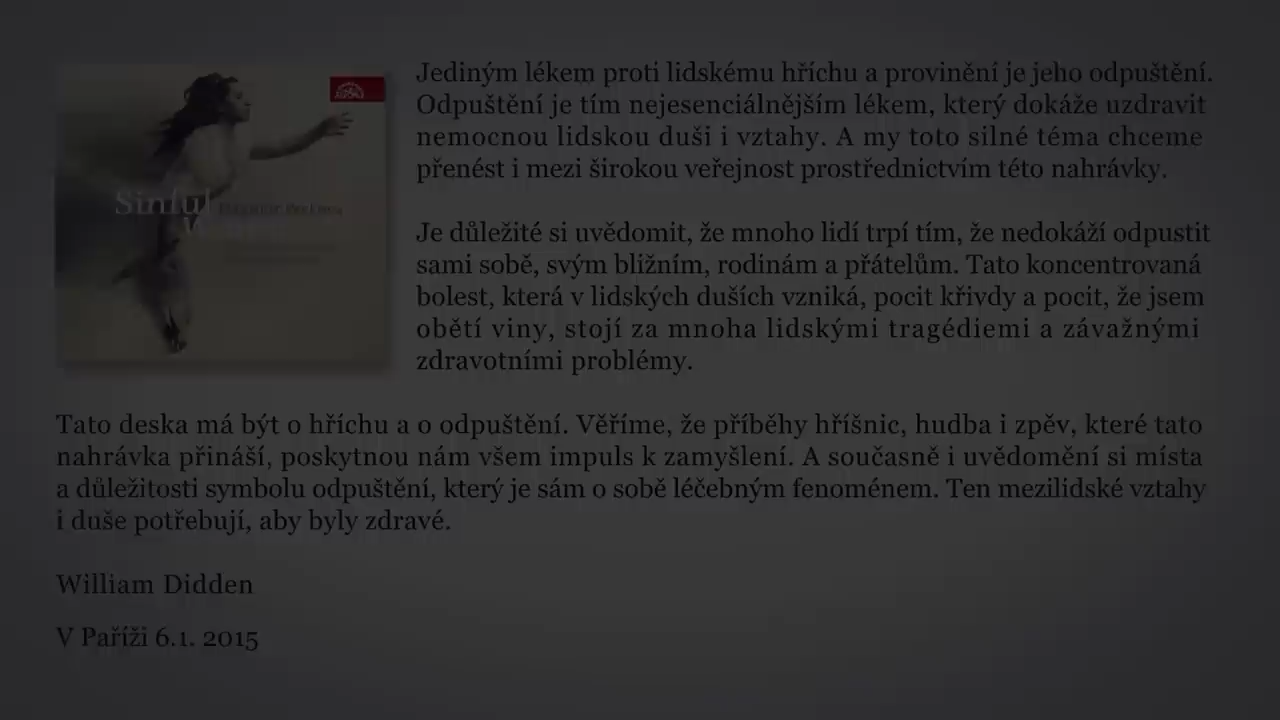 Sinful
Jediným lékem proti lidskému hříchu a provinění je jeho odpuštění.
Odpuštění je tím nejesenciálnějším lékem, který dokáže uzdravit
nemocnou lidskou duši i vztahy. A my toto silné téma chceme
přenést i mezi širokou veřejnost prostřednictvím této nahrávky.
Je důležité si uvědomit, že mnoho lidí trpí tím, že nedokáží odpustit
sami sobě, svým bližním, rodinám a přátelům. Tato koncentrovaná
bolest, která v lidských duších vzniká, pocit křivdy a pocit, že jsem
obětí viny, stojí za mnoha lidskými tragédiemi a závažnými
zdravotními problémy.
Tato deska má být o hříchu a o odpuštění. Věříme, že příběhy hříšnic, hudba i zpěv, které tato
nahrávka přináší, poskytnou nám všem impuls k zamyšlení. A současně i uvědomění si místa
a důležitosti symbolu odpuštění, který je sám o sobě léčebným fenoménem. Ten mezilidské vztahy
i duše potřebují, aby byly zdravé.
William Didden
V Paříži 6.1. 2015